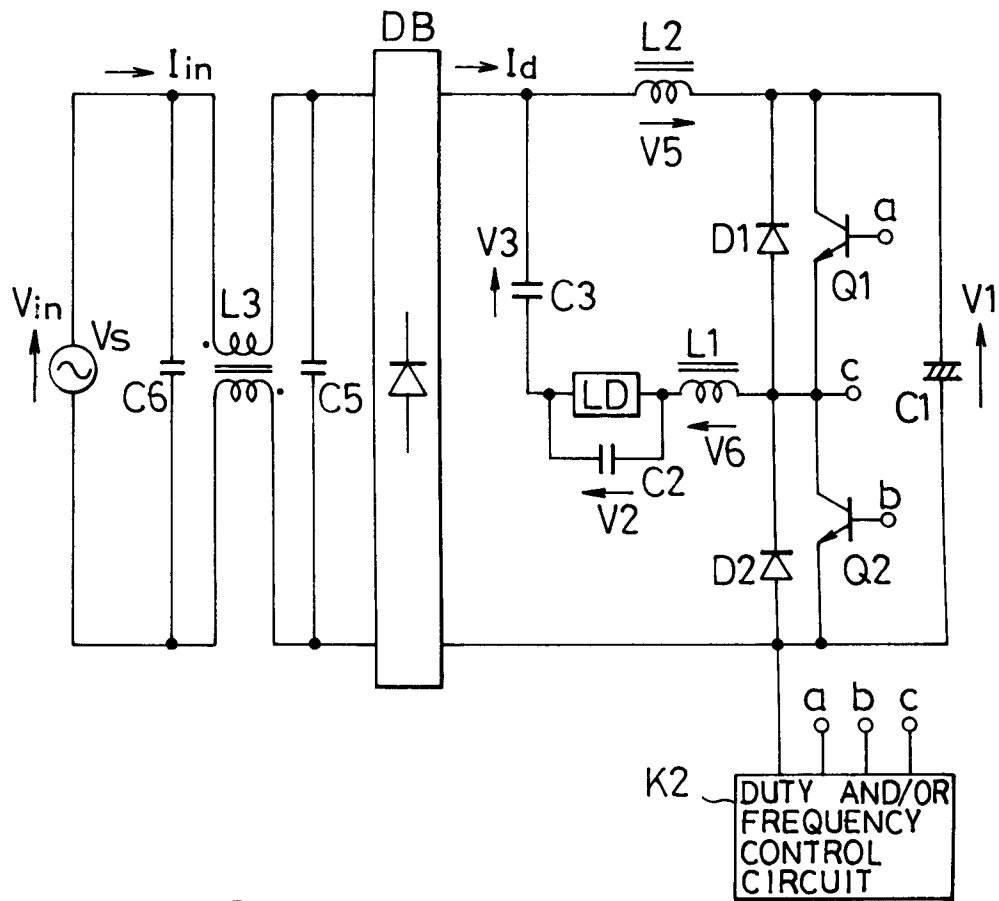 DB
Iin
Id
L2
V5
a
D1
Q1
V3
C3
V1
Vin
Vs
L3
C6
C5
L1
c
LD
V6
C1
C2
V2
b
D2
Q2
a b c
K2
DUTY AND/OR
FREQUENCY
CONTROL
CIRCUIT